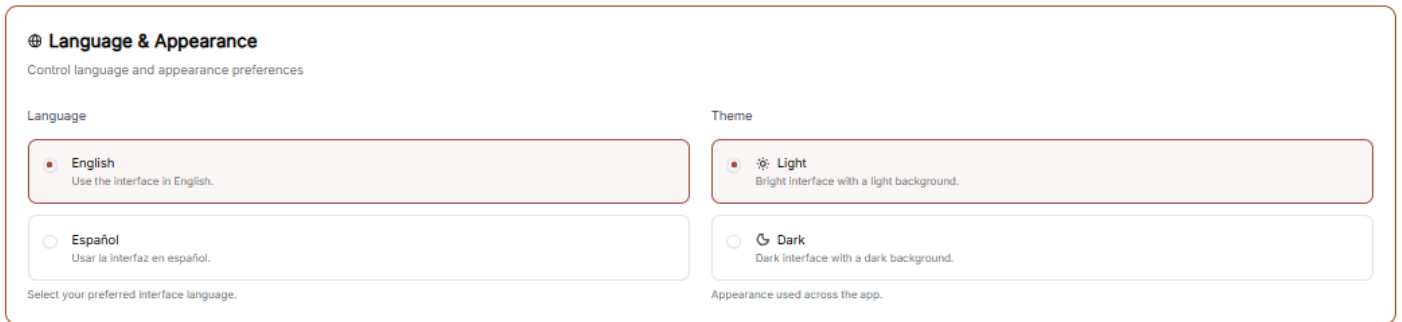 Language & Appearance
Control language and appearance preferences
Language
English
Use the interface in English.
Español
Usar la interfaz en español.
Select your preferred interface language.
Theme
Light
Bright interface with a light background.
Dark
Dark interface with a dark background.
Appearance used across the app.